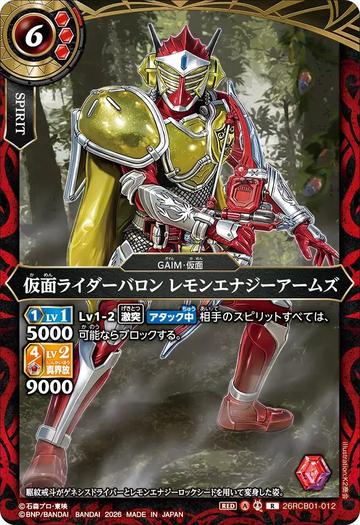 6
SPIRIT
GAIM・仮面
仮面ライダーバロン レモンエナジーアームズ
1 LV1 5000
Lv1-2 激突 アタック中 相手のスピリットすべては、
可能ならブロックする。
4 LV2 真界放 9000
駆紋戒斗がゲネシスドライバーとレモンエナジーロックシードを用いて変身した姿。
©石森プロ・東映
©BNP/BANDAI BANDAI 2026 MADE IN JAPAN
RED A R 26RCB01-012